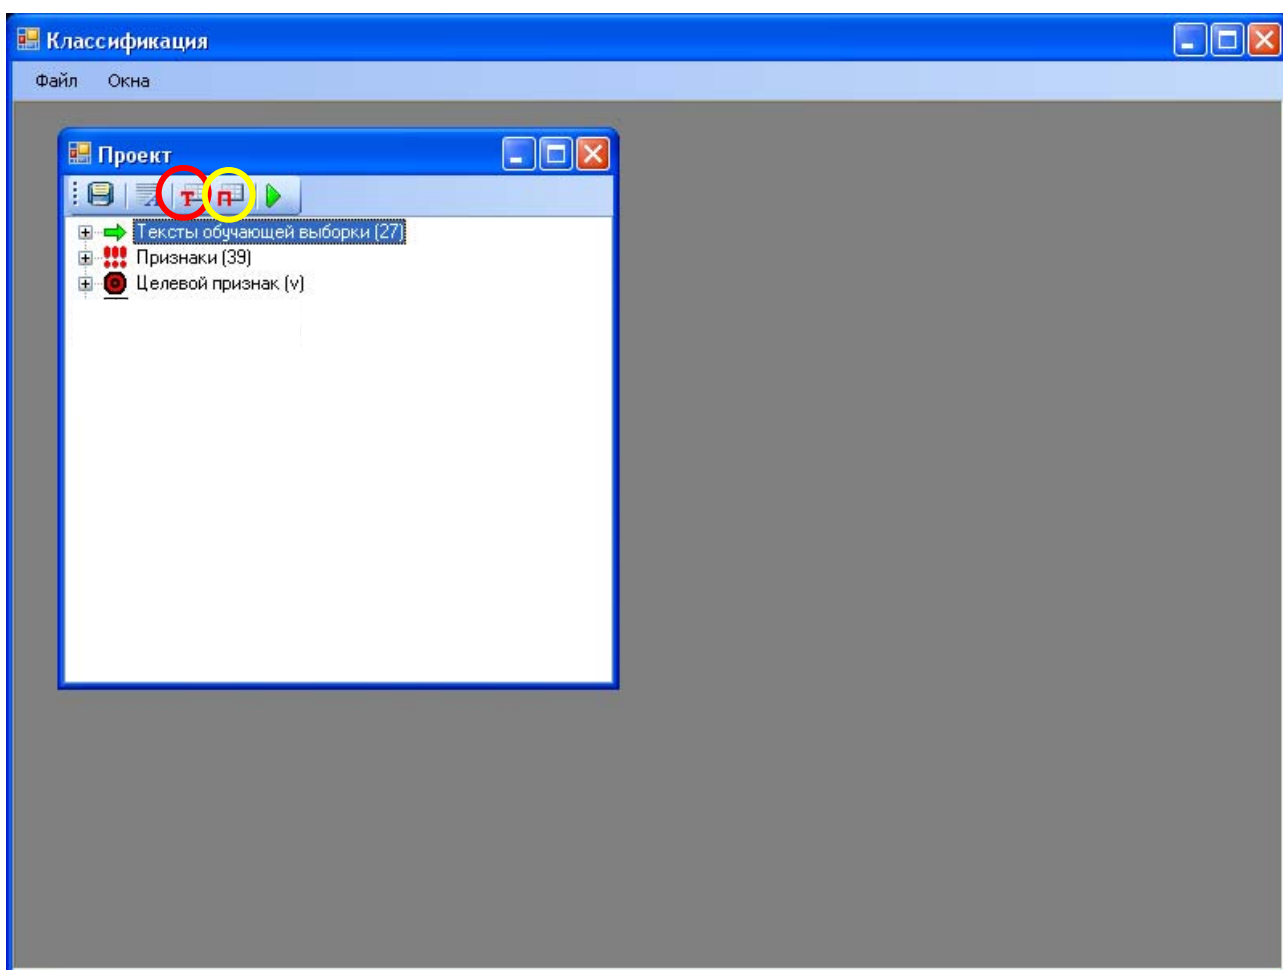 Классификация
Файл Окна
Проект
Т П
Тексты обучающей выборки (27)
Признаки (39)
Целевой признак (v)